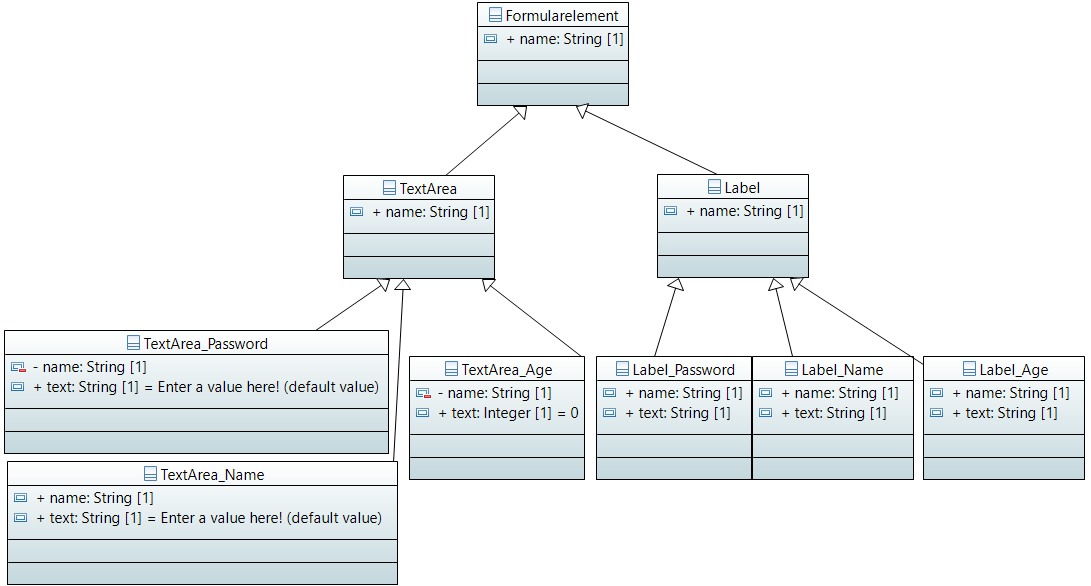 Formularelement
+ name: String [1]
TextArea
+ name: String [1]
Label
+ name: String [1]
TextArea_Password
- name: String [1]
+ text: String [1] = Enter a value here! (default value)
TextArea_Name
+ name: String [1]
+ text: String [1] = Enter a value here! (default value)
TextArea_Age
- name: String [1]
+ text: Integer [1] = 0
Label_Password
+ name: String [1]
+ text: String [1]
Label_Name
+ name: String [1]
+ text: String [1]
Label_Age
+ name: String [1]
+ text: String [1]